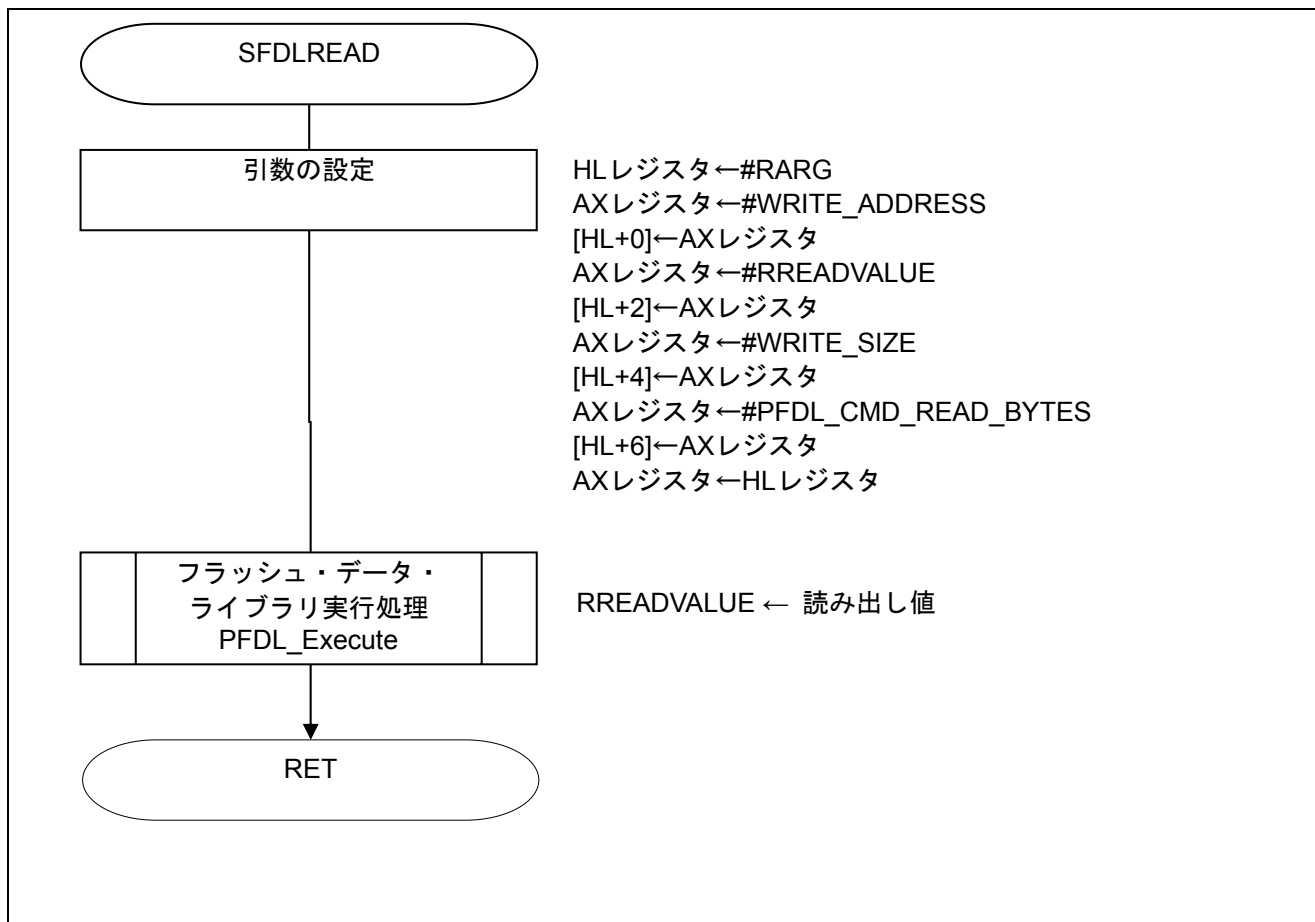 SFDLREAD
引数の設定
HLレジスタ←#RARG
AXレジスタ←#WRITE_ADDRESS
[HL+0]←AXレジスタ
AXレジスタ←#RREADVALUE
[HL+2]←AXレジスタ
AXレジスタ←#WRITE_SIZE
[HL+4]←AXレジスタ
AXレジスタ←#PFDL_CMD_READ_BYTES
[HL+6]←AXレジスタ
AXレジスタ←HLレジスタ
フラッシュ・データ・
ライブラリ実行処理
PFDL_Execute
RREADVALUE ← 読み出し値
RET